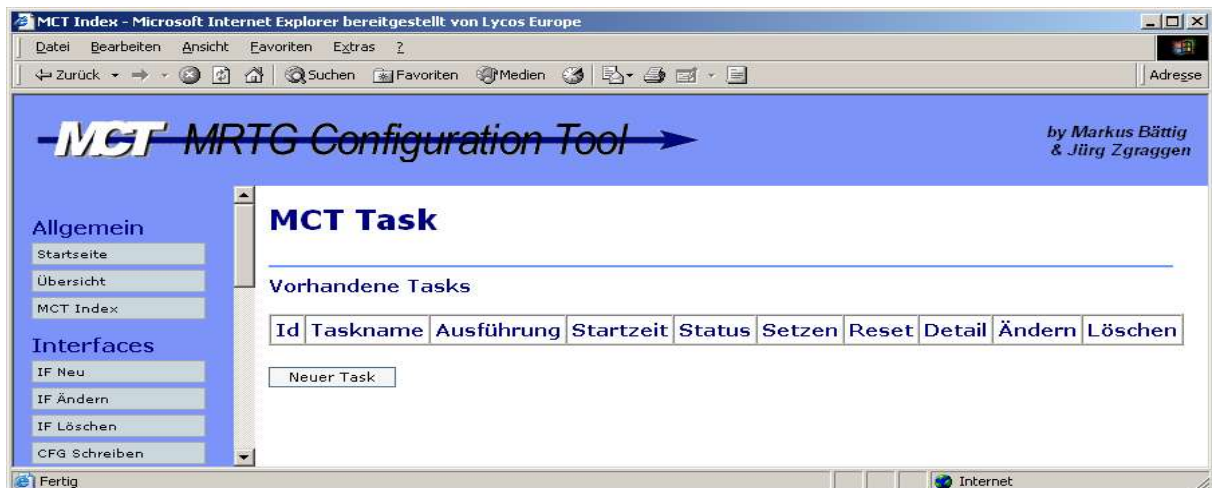 MCT Index - Microsoft Internet Explorer bereitgestellt von Lycos Europe
Datei Bearbeiten Ansicht Favoriten Extras ?
Zurück Suchen Favoriten Medien Adresse
MCT MRTG Configuration Tool
by Markus Bättig
& Jürg Zgraggen
Allgemein
Startseite
Übersicht
MCT Index
Interfaces
IF Neu
IF Ändern
IF Löschen
CFG Schreiben
MCT Task
Vorhandene Tasks
Id Taskname Ausführung Startzeit Status Setzen Reset Detail Ändern Löschen
Neuer Task
Fertig Internet